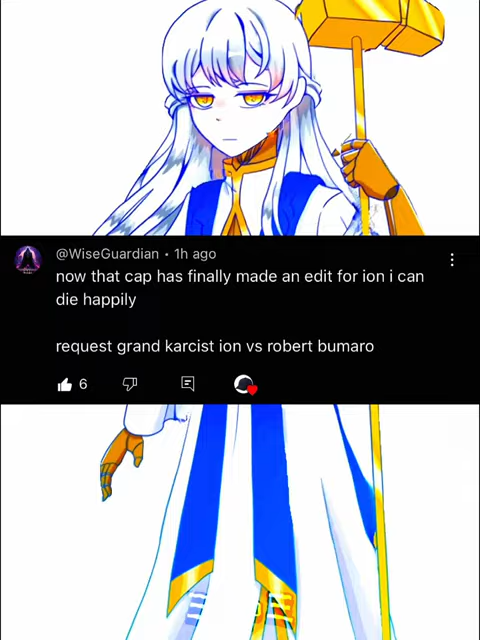 @WiseGuardian • 1h ago
now that cap has finally made an edit for ion i can
die happily
request grand karcist ion vs robert bumaro
6